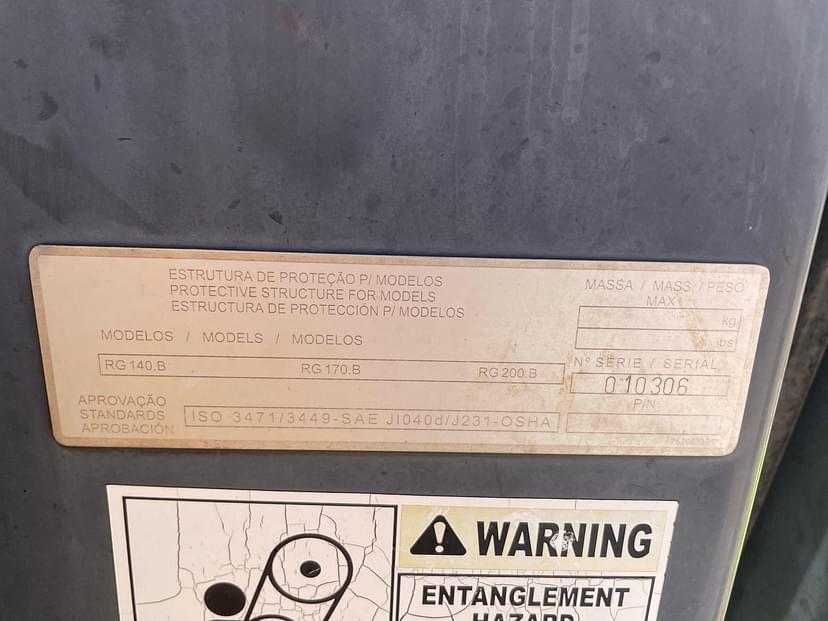 ESTRUTURA DE PROTEÇÃO P/ MODELOS
PROTECTIVE STRUCTURE FOR MODELS
ESTRUCTURA DE PROTECCIÓN P/ MODELOS
MASSA / MASS / PESO
MAX
kg
lbs
MODELOS / MODELS / MODELOS
RG 140.B RG 170.B RG 200.B
Nº SÉRIE / SERIAL
010306
P/N
APROVAÇÃO
STANDARDS
APROBACIÓN
ISO 3471/3449-SAE JI040d/J231-OSHA
WARNING
ENTANGLEMENT
HAZARD